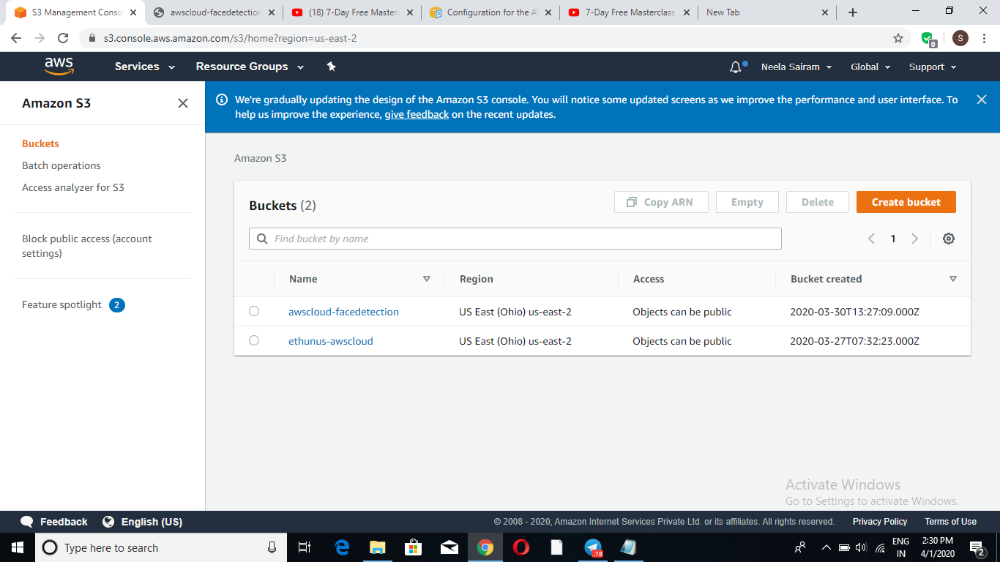 S3 Management Conso
awscloud-facedetection
(18) 7-Day Free Masterc
Configuration for the A
7-Day Free Masterclass
New Tab
s3.console.aws.amazon.com/s3/home?region=us-east-2
0
S
aws
Services
Resource Groups
Neela Sairam
Global
Support
Amazon S3
Buckets
Batch operations
Access analyzer for S3
Block public access (account
settings)
Feature spotlight 2
We're gradually updating the design of the Amazon S3 console. You will notice some updated screens as we improve the performance and user interface. To
help us improve the experience, give feedback on the recent updates.
Amazon S3
Buckets (2)
Copy ARN
Empty
Delete
Create bucket
Find bucket by name
1
Name Region Access Bucket created
awscloud-facedetection US East (Ohio) us-east-2 Objects can be public 2020-03-30T13:27:09.000Z
ethunus-awscloud US East (Ohio) us-east-2 Objects can be public 2020-03-27T07:32:23.000Z
Activate Windows
Go to Settings to activate Windows.
Feedback
English (US)
© 2008 - 2020, Amazon Internet Services Private Ltd. or its affiliates. All rights reserved.
Privacy Policy
Terms of Use
Type here to search
78
ENG
IN
2:30 PM
4/1/2020
2